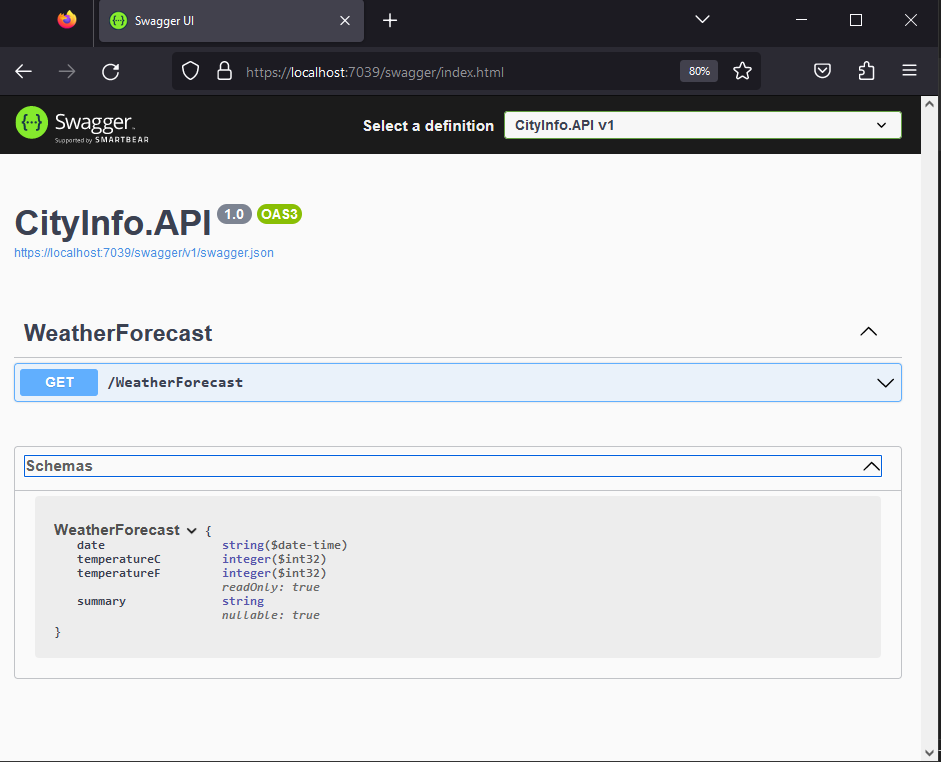 Swagger UI
https://localhost:7039/swagger/index.html
80%
Swagger
Supported by SMARTBEAR
Select a definition
CityInfo.API v1
CityInfo.API 1.0 OAS3
https://localhost:7039/swagger/v1/swagger.json
WeatherForecast
GET /WeatherForecast
Schemas
WeatherForecast {
date string($date-time)
temperatureC integer($int32)
temperatureF integer($int32)
readOnly: true
summary string
nullable: true
}